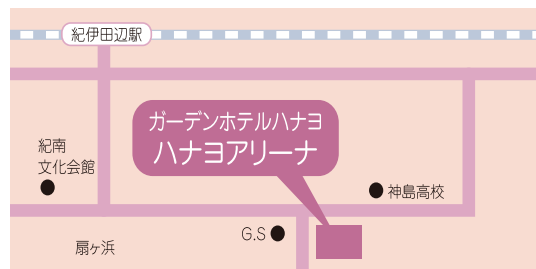 紀伊田辺駅
ガーデンホテルハナヨ
ハナヨアリーナ
紀南
文化会館
神島高校
G.S
扇ヶ浜